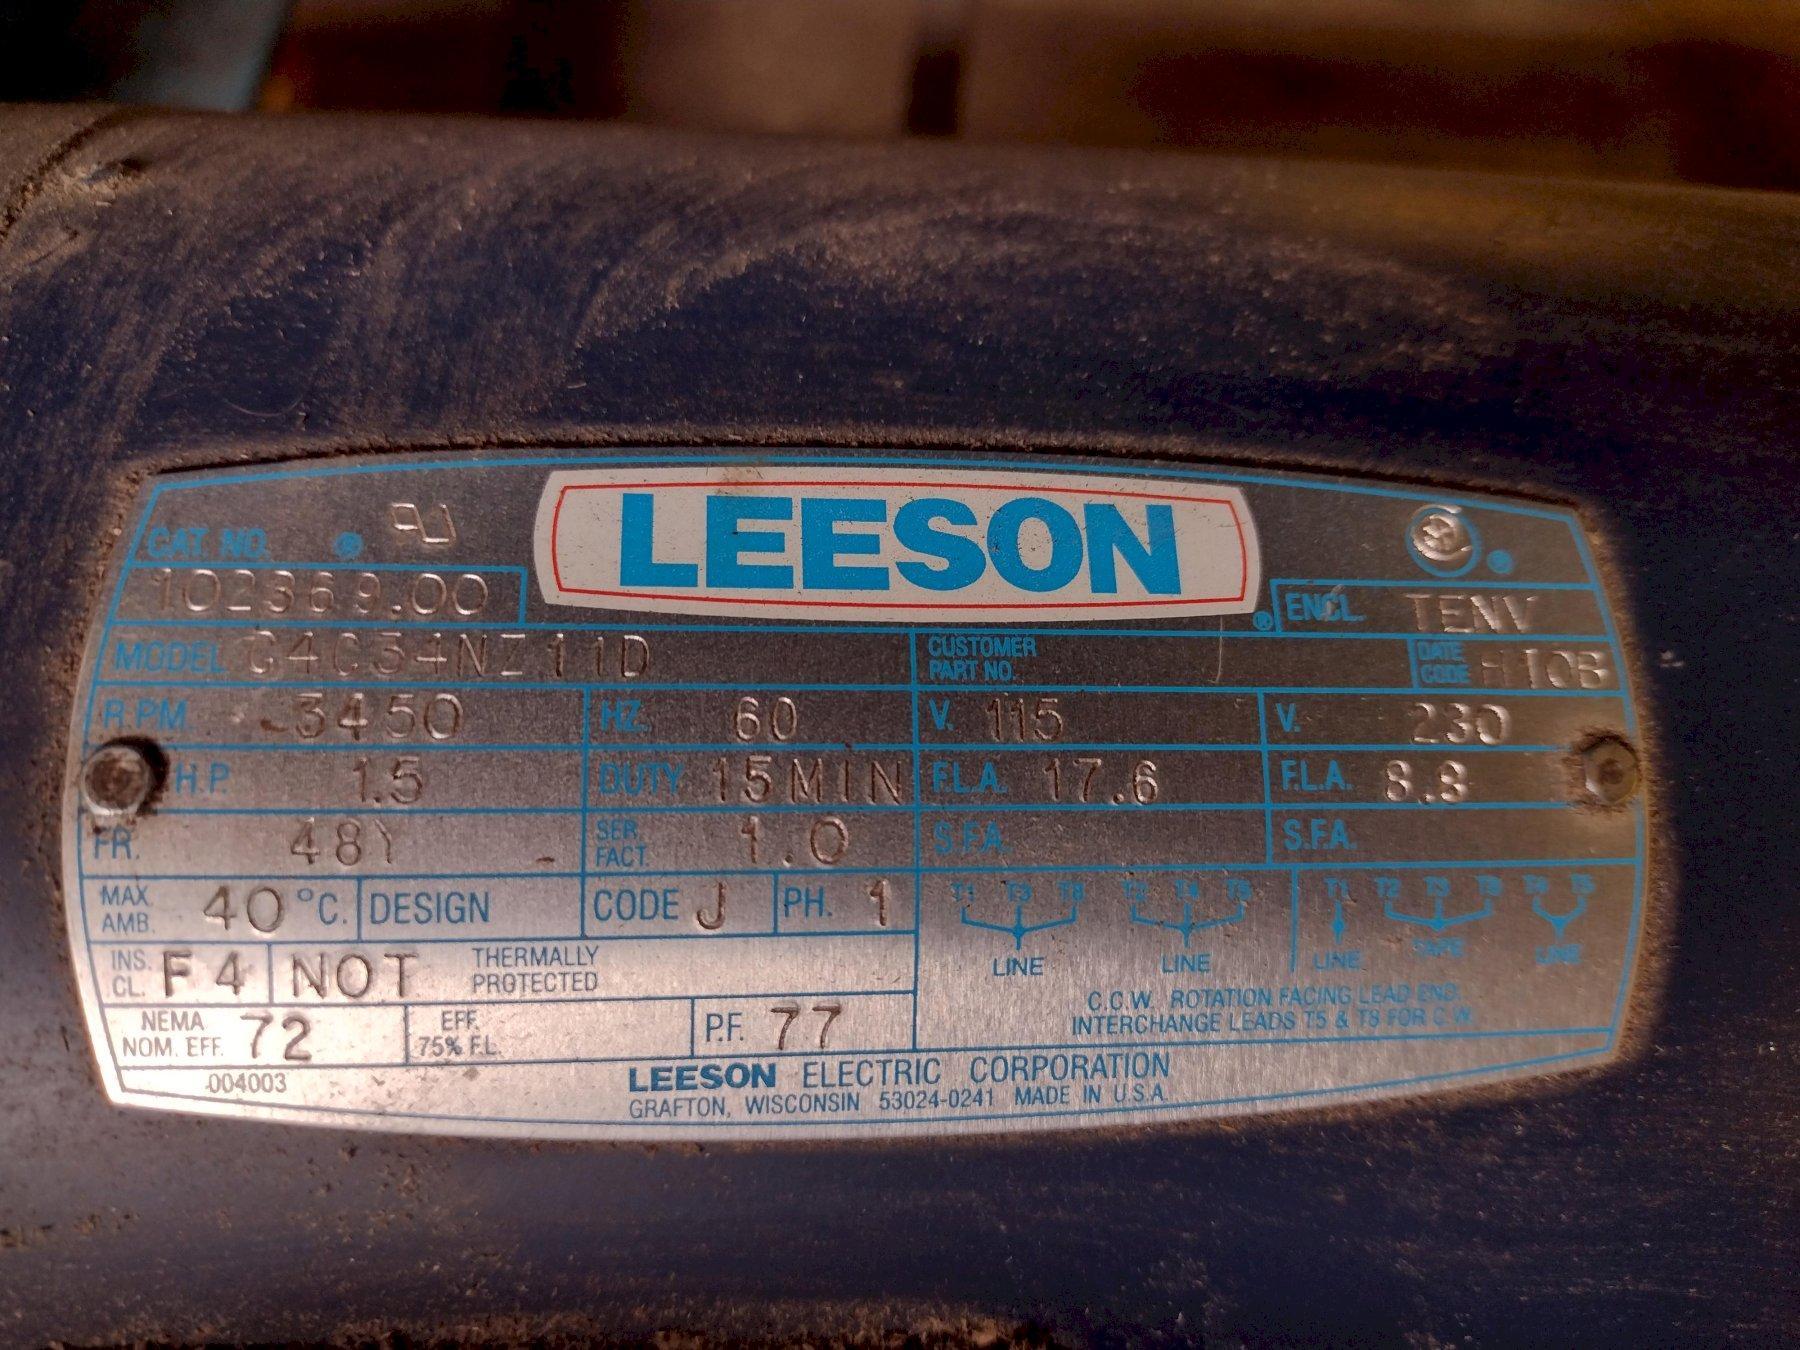 LEESON
CAT. NO.
102369.00
ENCL. TENV
MODEL C4C34NZ11D
CUSTOMER PART NO.
DATE CODE H10B
R.P.M. 3450 HZ. 60 V. 115 V. 230
H.P. 1.5 DUTY 15 MIN F.L.A. 17.6 F.L.A. 8.8
FR. 48Y SER. FACT. 1.0 S.F.A. S.F.A.
MAX. AMB. 40 °C. DESIGN CODE J PH. 1
T1 T3 T8 T2 T4 T5 T1 T2 T3 T8 T4 T5
LINE LINE LINE TAPE LINE
INS. CL. F4 NOT THERMALLY PROTECTED
C.C.W. ROTATION FACING LEAD END.
INTERCHANGE LEADS T5 & T8 FOR C.W.
NEMA NOM. EFF. 72 EFF. 75% F.L. P.F. 77
004003
LEESON ELECTRIC CORPORATION
GRAFTON, WISCONSIN 53024-0241 MADE IN U.S.A.